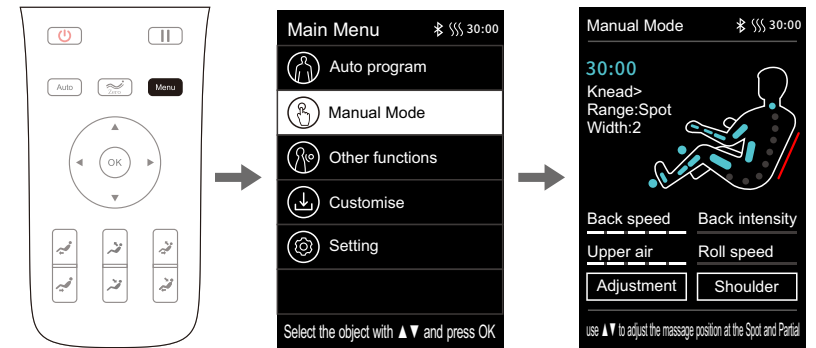 Auto
Zero
Menu
OK
Main Menu 30:00
Auto program
Manual Mode
Other functions
Customise
Setting
Select the object with ▲▼ and press OK
Manual Mode 30:00
30:00
Knead>
Range:Spot
Width:2
Back speed Back intensity
Upper air Roll speed
Adjustment Shoulder
use ▲▼ to adjust the massage position at the Spot and Partial